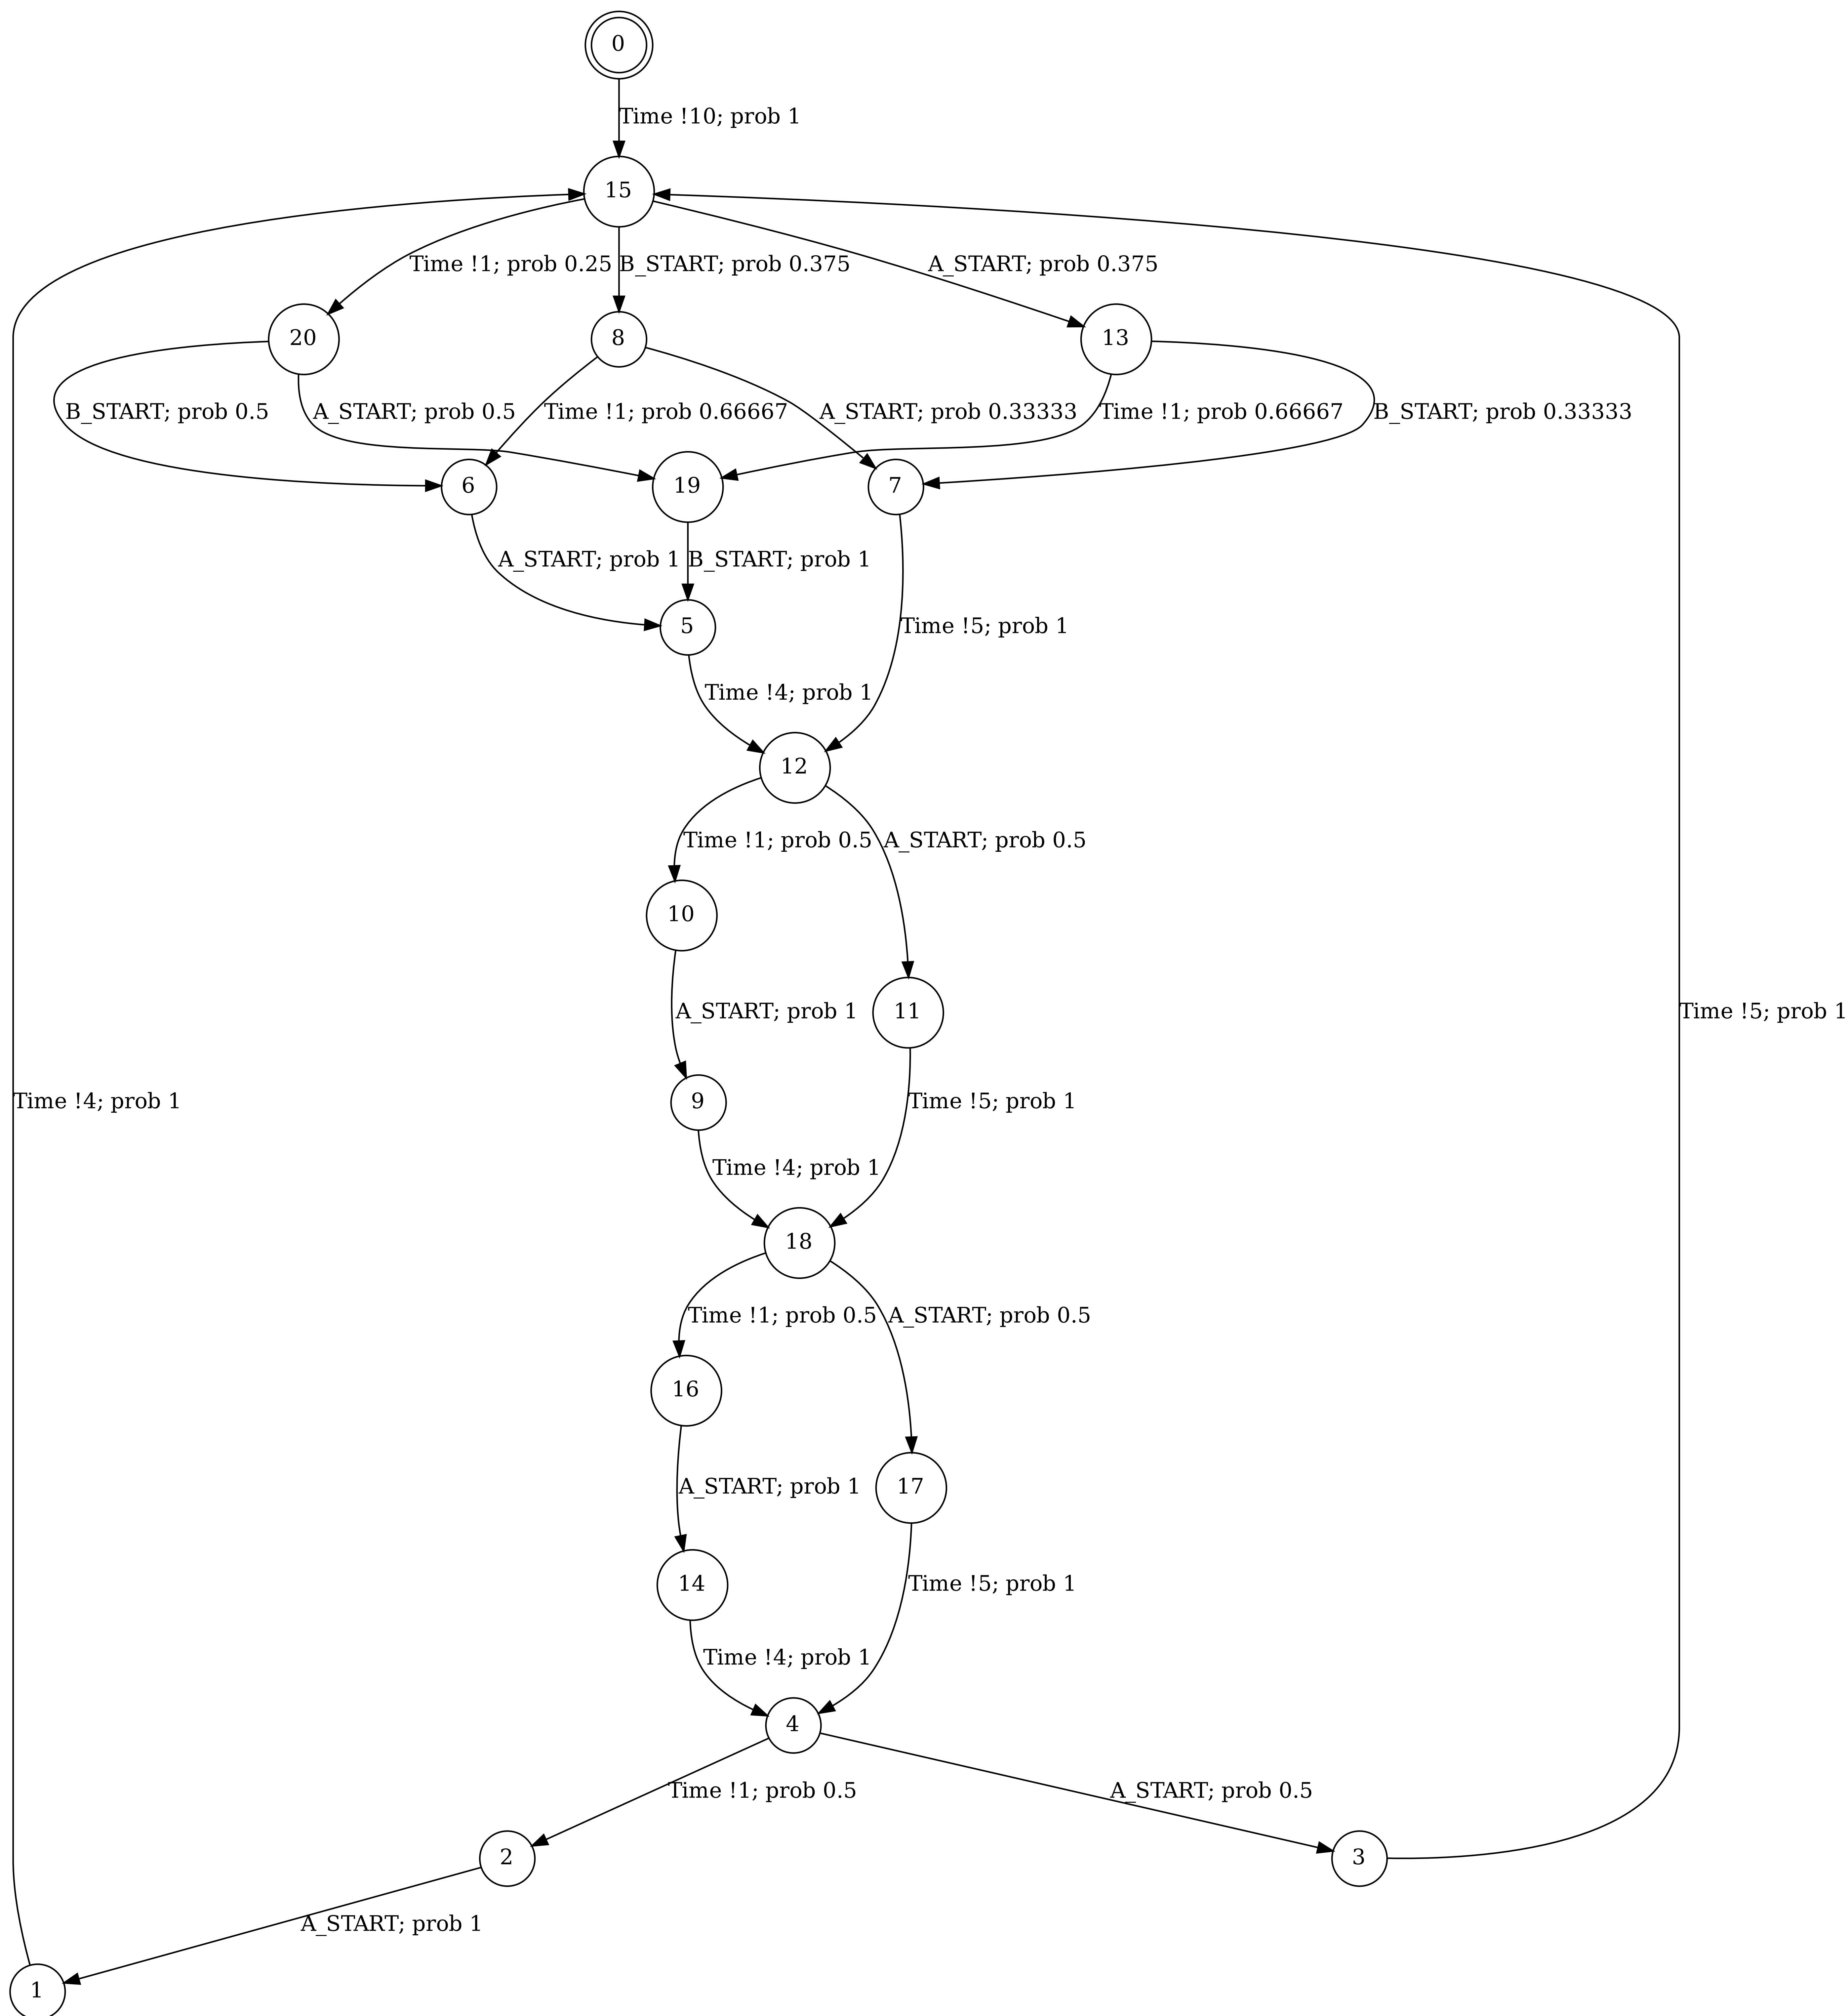 0
Time !10; prob 1
15
Time !1; prob 0.25
B_START; prob 0.375
A_START; prob 0.375
20
8
13
B_START; prob 0.5
A_START; prob 0.5
Time !1; prob 0.66667
A_START; prob 0.33333
Time !1; prob 0.66667
B_START; prob 0.33333
6
19
7
A_START; prob 1
B_START; prob 1
5
Time !5; prob 1
Time !4; prob 1
12
Time !1; prob 0.5
A_START; prob 0.5
10
A_START; prob 1
11
Time !5; prob 1
9
Time !4; prob 1
Time !5; prob 1
Time !4; prob 1
18
Time !1; prob 0.5
A_START; prob 0.5
16
A_START; prob 1
17
14
Time !5; prob 1
Time !4; prob 1
4
Time !1; prob 0.5
A_START; prob 0.5
2
3
A_START; prob 1
1